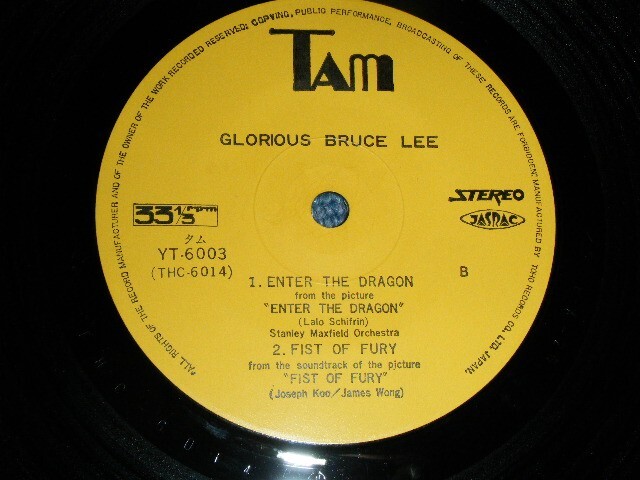 *ALL RIGHTS OF THE RECORD MANUFACTURER AND OF THE OWNER OF THE WORK RECORDED RESERVED; COPYING, PUBLIC PERFORMANCE, BROADCASTING OF THESE RECORDS ARE FORBIDDEN* MANUFACTURED BY TOHO RECORDS CO., LTD. JAPAN.
TAM
GLORIOUS BRUCE LEE
33 1/3 rpm
STEREO
タム
JASRAC
YT-6003
(THC-6014)
B
1. ENTER THE DRAGON
from the picture
"ENTER THE DRAGON"
(Lalo Schifrin)
Stanley Maxfield Orchestra
2. FIST OF FURY
from the soundtrack of the picture
"FIST OF FURY"
(Joseph Koo/James Wong)